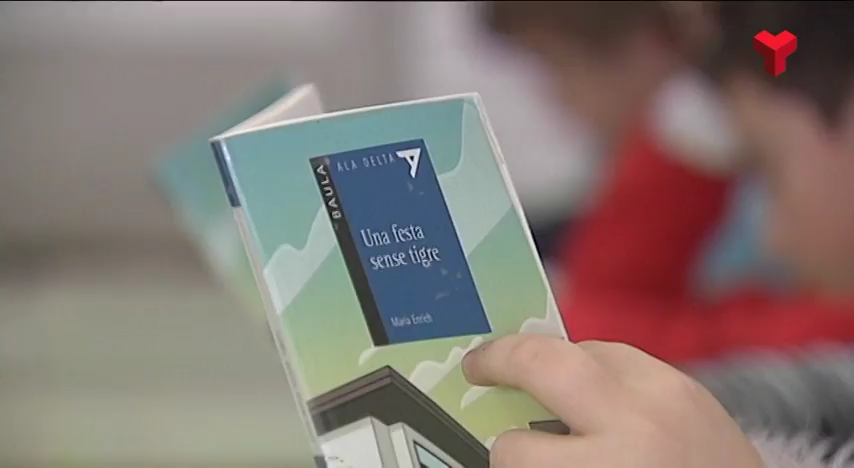 BAULA
ALA DELTA
Una festa
sense tigre
Maria Enrich